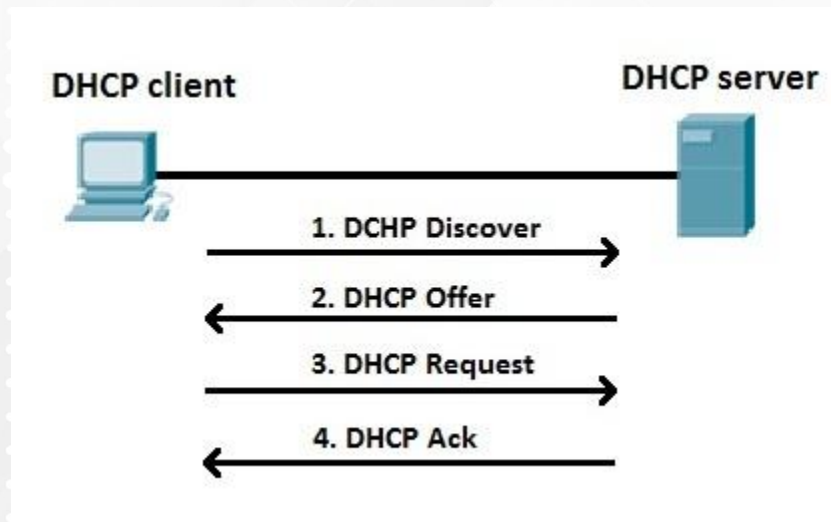 DHCP client
DHCP server
1. DCHP Discover
2. DHCP Offer
3. DHCP Request
4. DHCP Ack